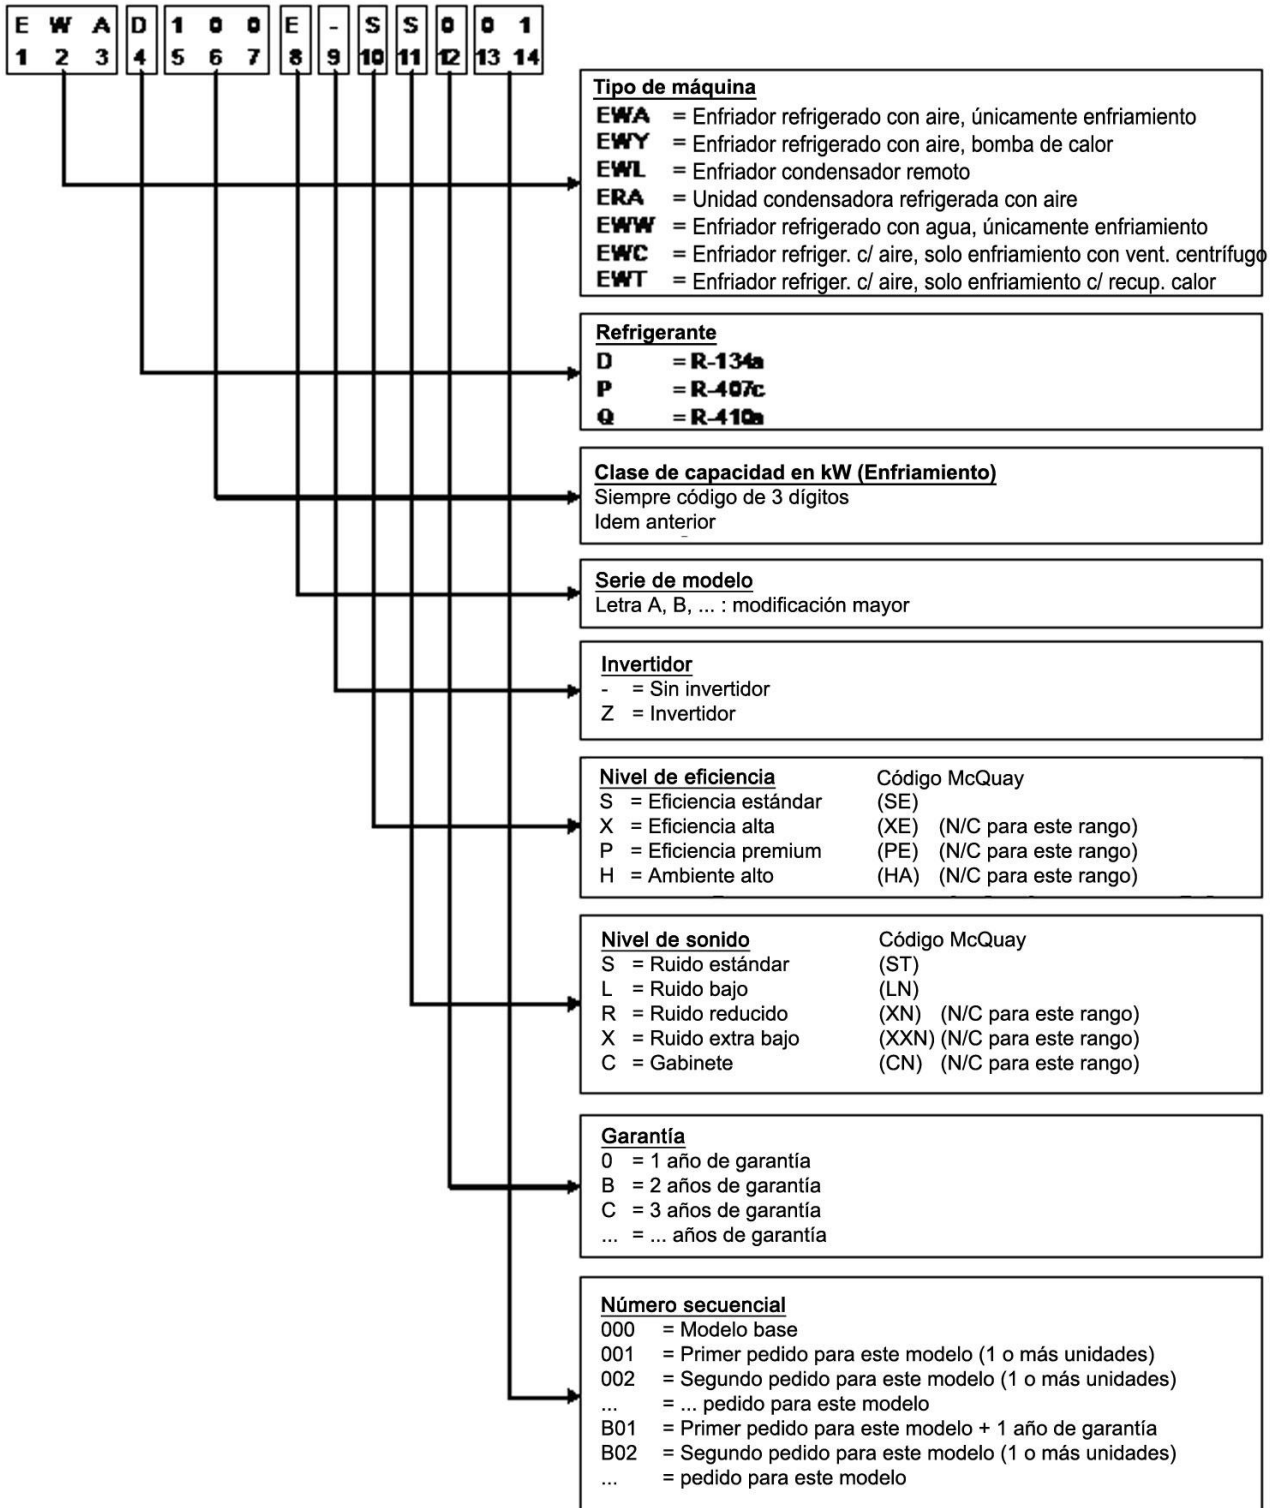 E W A D 1 0 0 E - S S 0 0 1
1 2 3 4 5 6 7 8 9 10 11 12 13 14
Tipo de máquina
EWA = Enfriador refrigerado con aire, únicamente enfriamiento
EWY = Enfriador refrigerado con aire, bomba de calor
EWL = Enfriador condensador remoto
ERA = Unidad condensadora refrigerada con aire
EWW = Enfriador refrigerado con agua, únicamente enfriamiento
EWC = Enfriador refriger. c/ aire, solo enfriamiento con vent. centrífugo
EWT = Enfriador refriger. c/ aire, solo enfriamiento c/ recup. calor
Refrigerante
D = R-134a
P = R-407c
Q = R-410a
Clase de capacidad en kW (Enfriamiento)
Siempre código de 3 dígitos
Idem anterior
Serie de modelo
Letra A, B, ... : modificación mayor
Invertidor
- = Sin invertidor
Z = Invertidor
Nivel de eficiencia Código McQuay
S = Eficiencia estándar (SE)
X = Eficiencia alta (XE) (N/C para este rango)
P = Eficiencia premium (PE) (N/C para este rango)
H = Ambiente alto (HA) (N/C para este rango)
Nivel de sonido Código McQuay
S = Ruido estándar (ST)
L = Ruido bajo (LN)
R = Ruido reducido (XN) (N/C para este rango)
X = Ruido extra bajo (XXN) (N/C para este rango)
C = Gabinete (CN) (N/C para este rango)
Garantía
0 = 1 año de garantía
B = 2 años de garantía
C = 3 años de garantía
... = ... años de garantía
Número secuencial
000 = Modelo base
001 = Primer pedido para este modelo (1 o más unidades)
002 = Segundo pedido para este modelo (1 o más unidades)
... = ... pedido para este modelo
B01 = Primer pedido para este modelo + 1 año de garantía
B02 = Segundo pedido para este modelo (1 o más unidades)
... = pedido para este modelo